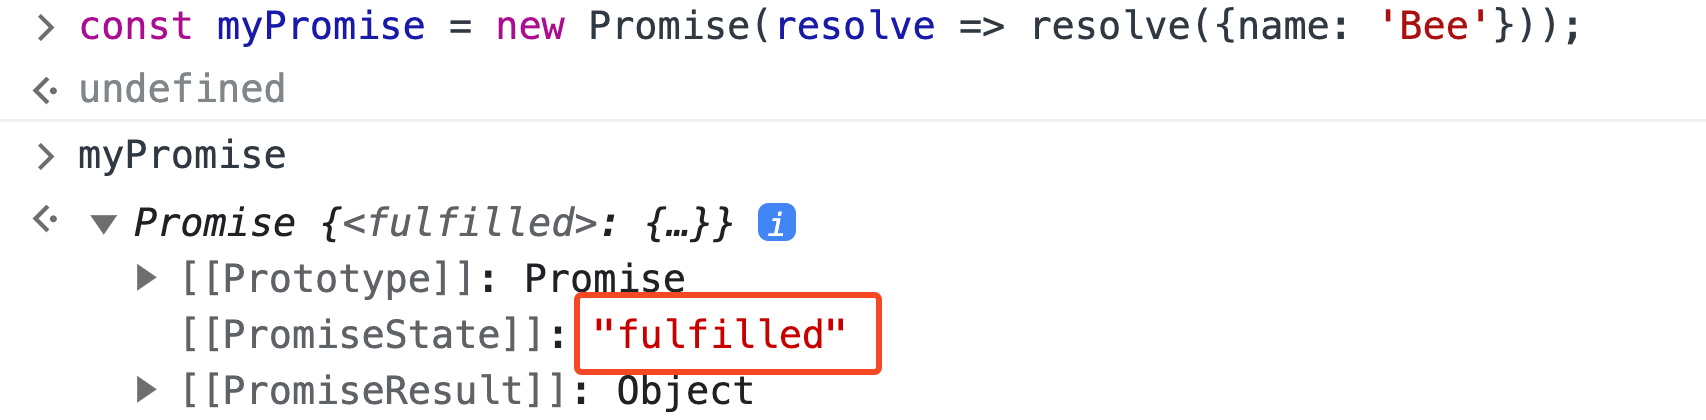 > const myPromise = new Promise(resolve => resolve({name: 'Bee'}));
undefined
> myPromise
Promise {<fulfilled>: {…}} i
[[Prototype]]: Promise
[[PromiseState]]: "fulfilled"
[[PromiseResult]]: Object